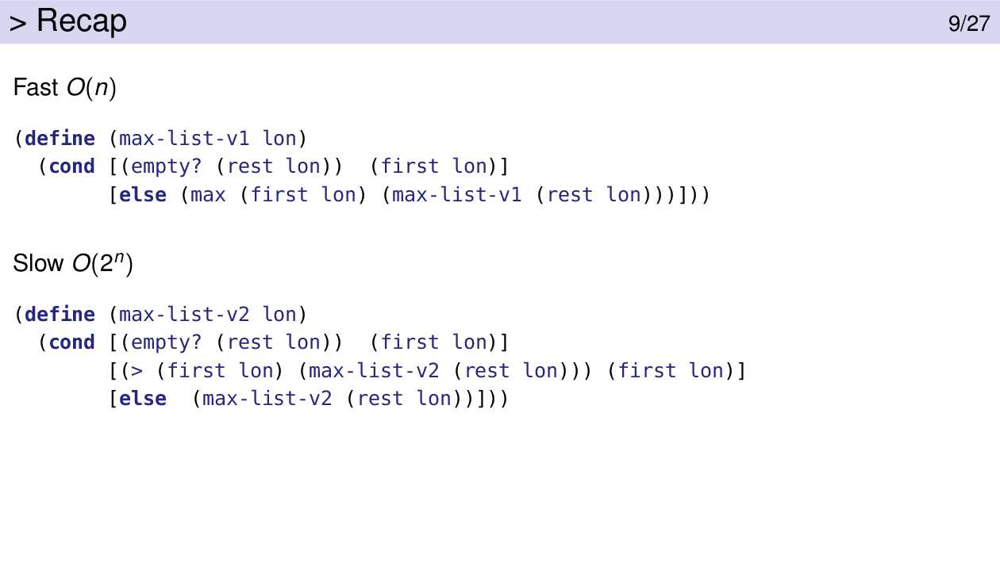 > Recap 9/27
Fast O(n)
(define (max-list-v1 lon)
  (cond [(empty? (rest lon))  (first lon)]
        [else (max (first lon) (max-list-v1 (rest lon)))]))
Slow O(2ⁿ)
(define (max-list-v2 lon)
  (cond [(empty? (rest lon))  (first lon)]
        [(> (first lon) (max-list-v2 (rest lon))) (first lon)]
        [else  (max-list-v2 (rest lon))]))